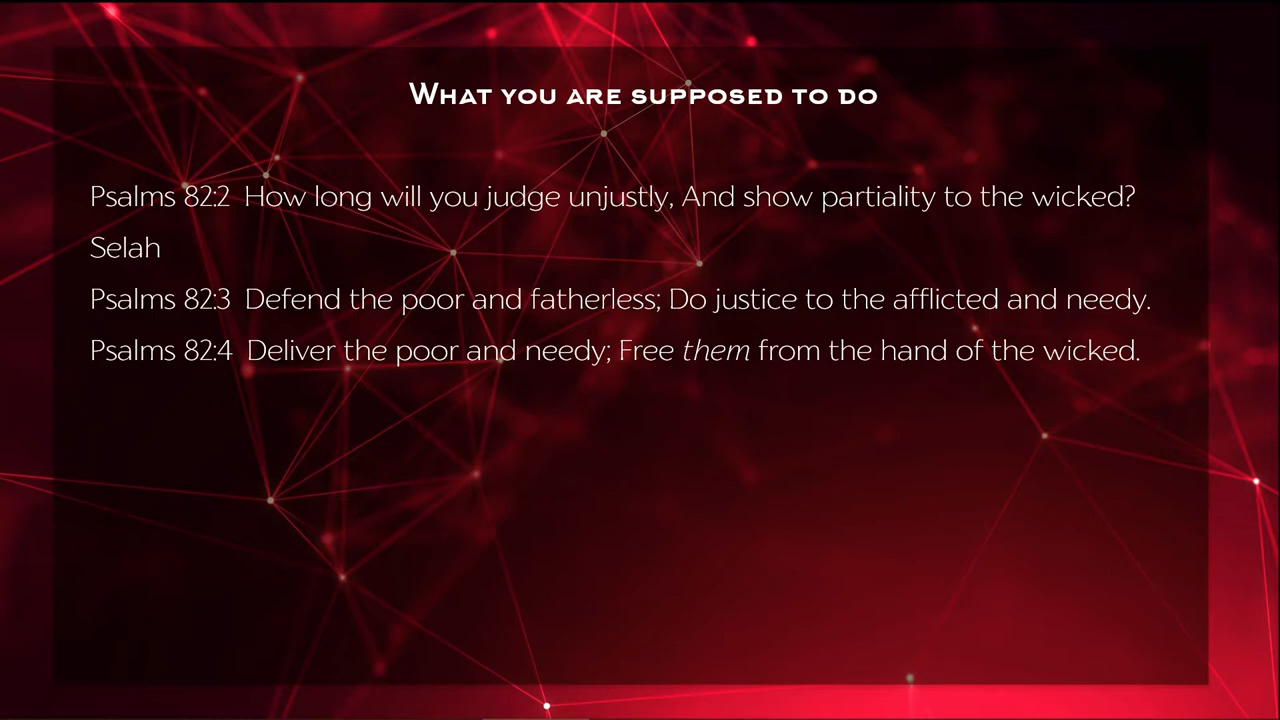 What you are supposed to do
Psalms 82:2 How long will you judge unjustly, And show partiality to the wicked?
Selah
Psalms 82:3 Defend the poor and fatherless; Do justice to the afflicted and needy.
Psalms 82:4 Deliver the poor and needy; Free them from the hand of the wicked.